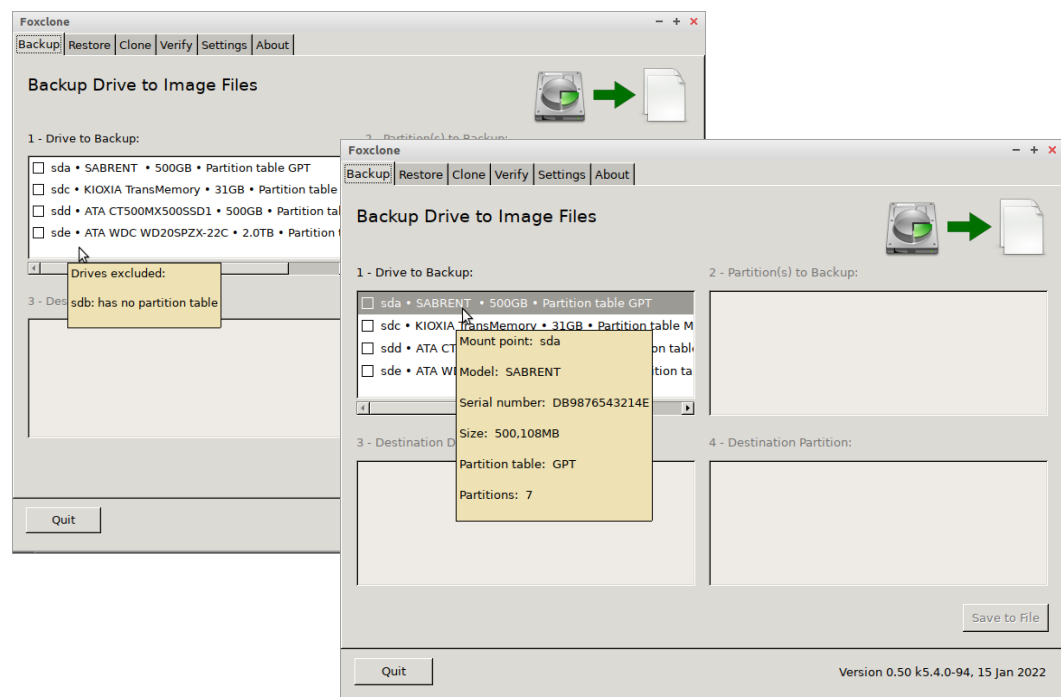 Foxclone
Backup Restore Clone Verify Settings About
Backup Drive to Image Files
1 - Drive to Backup:
2 - Partition(s) to Backup:
sda • SABRENT • 500GB • Partition table GPT
sdc • KIOXIA TransMemory • 31GB • Partition table
sdd • ATA CT500MX500SSD1 • 500GB • Partition
sde • ATA WDC WD20SPZX-22C • 2.0TB • Partition
Drives excluded:
sdb: has no partition table
3 - Des
Quit
Foxclone
Backup Restore Clone Verify Settings About
Backup Drive to Image Files
1 - Drive to Backup:
2 - Partition(s) to Backup:
sda • SABRENT • 500GB • Partition table GPT
sdc • KIOXIA TransMemory • 31GB • Partition table M
sdd • ATA CT
sde • ATA
Mount point: sda
Model: SABRENT
Serial number: DB9876543214E
Size: 500,108MB
Partition table: GPT
Partitions: 7
3 - Destination D
4 - Destination Partition:
Save to File
Quit
Version 0.50 k5.4.0-94, 15 Jan 2022